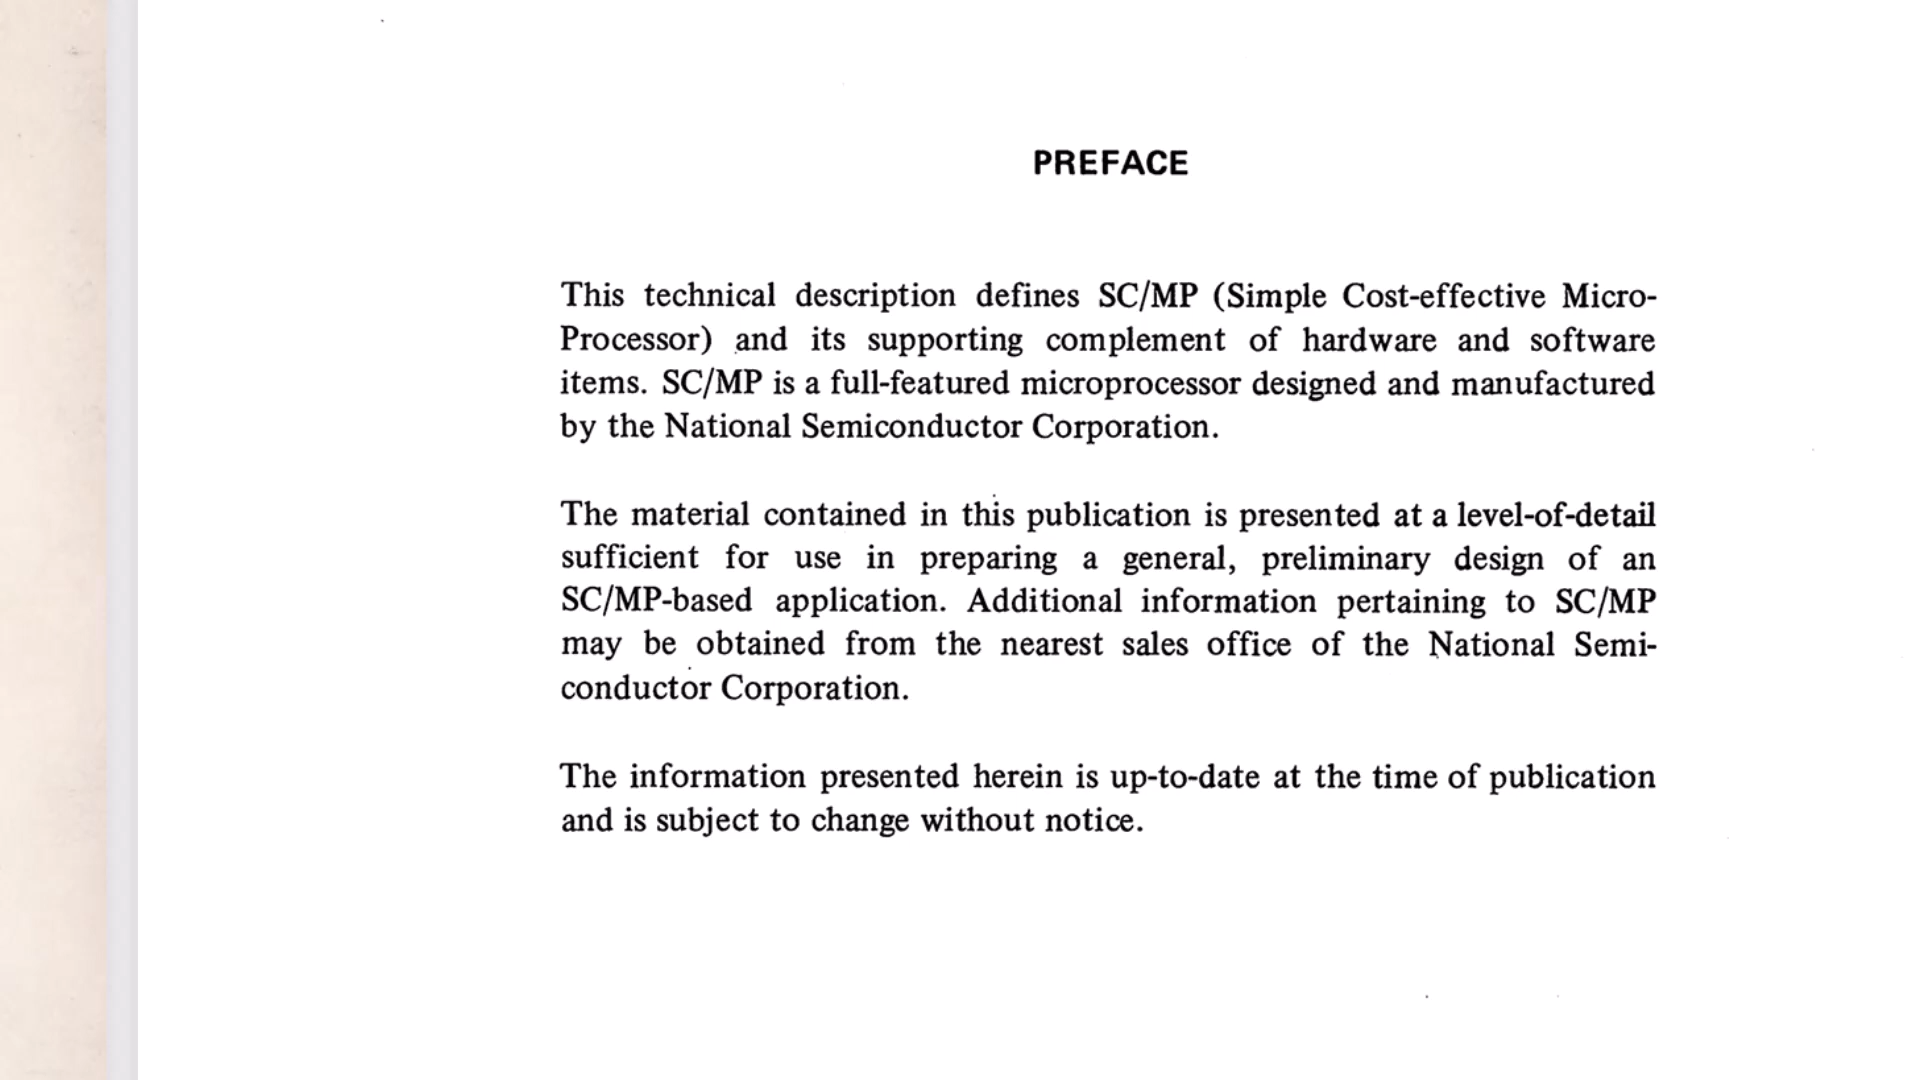 PREFACE
This technical description defines SC/MP (Simple Cost-effective Micro-
Processor) and its supporting complement of hardware and software
items. SC/MP is a full-featured microprocessor designed and manufactured
by the National Semiconductor Corporation.
The material contained in this publication is presented at a level-of-detail
sufficient for use in preparing a general, preliminary design of an
SC/MP-based application. Additional information pertaining to SC/MP
may be obtained from the nearest sales office of the National Semi-
conductor Corporation.
The information presented herein is up-to-date at the time of publication
and is subject to change without notice.